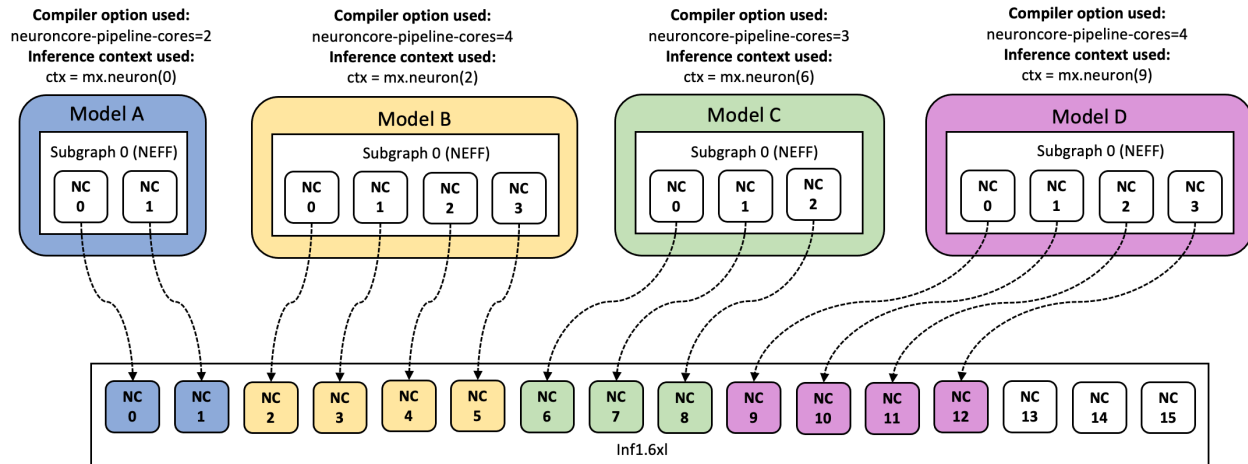 Compiler option used:
neuroncore-pipeline-cores=2
Inference context used:
ctx = mx.neuron(0)
Compiler option used:
neuroncore-pipeline-cores=4
Inference context used:
ctx = mx.neuron(2)
Compiler option used:
neuroncore-pipeline-cores=3
Inference context used:
ctx = mx.neuron(6)
Compiler option used:
neuroncore-pipeline-cores=4
Inference context used:
ctx = mx.neuron(9)
Model A
Subgraph 0 (NEFF)
NC
0
NC
1
Model B
Subgraph 0 (NEFF)
NC
0
NC
1
NC
2
NC
3
Model C
Subgraph 0 (NEFF)
NC
0
NC
1
NC
2
Model D
Subgraph 0 (NEFF)
NC
0
NC
1
NC
2
NC
3
NC
0
NC
1
NC
2
NC
3
NC
4
NC
5
NC
6
NC
7
NC
8
NC
9
NC
10
NC
11
NC
12
NC
13
NC
14
NC
15
Inf1.6xl